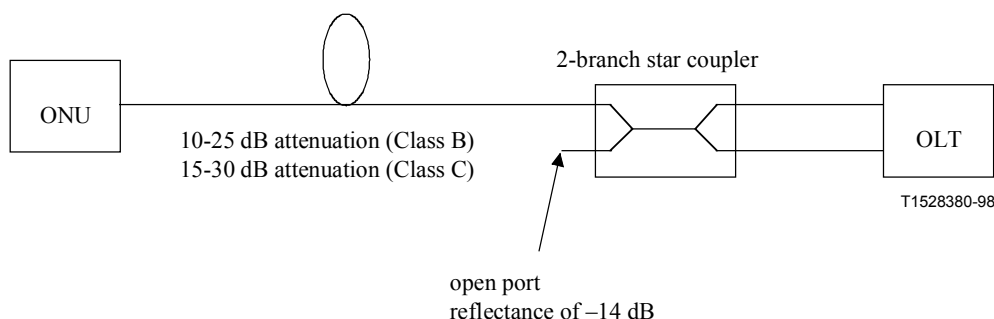 2-branch star coupler
ONU
OLT
10-25 dB attenuation (Class B)
15-30 dB attenuation (Class C)
T1528380-98
open port
reflectance of –14 dB